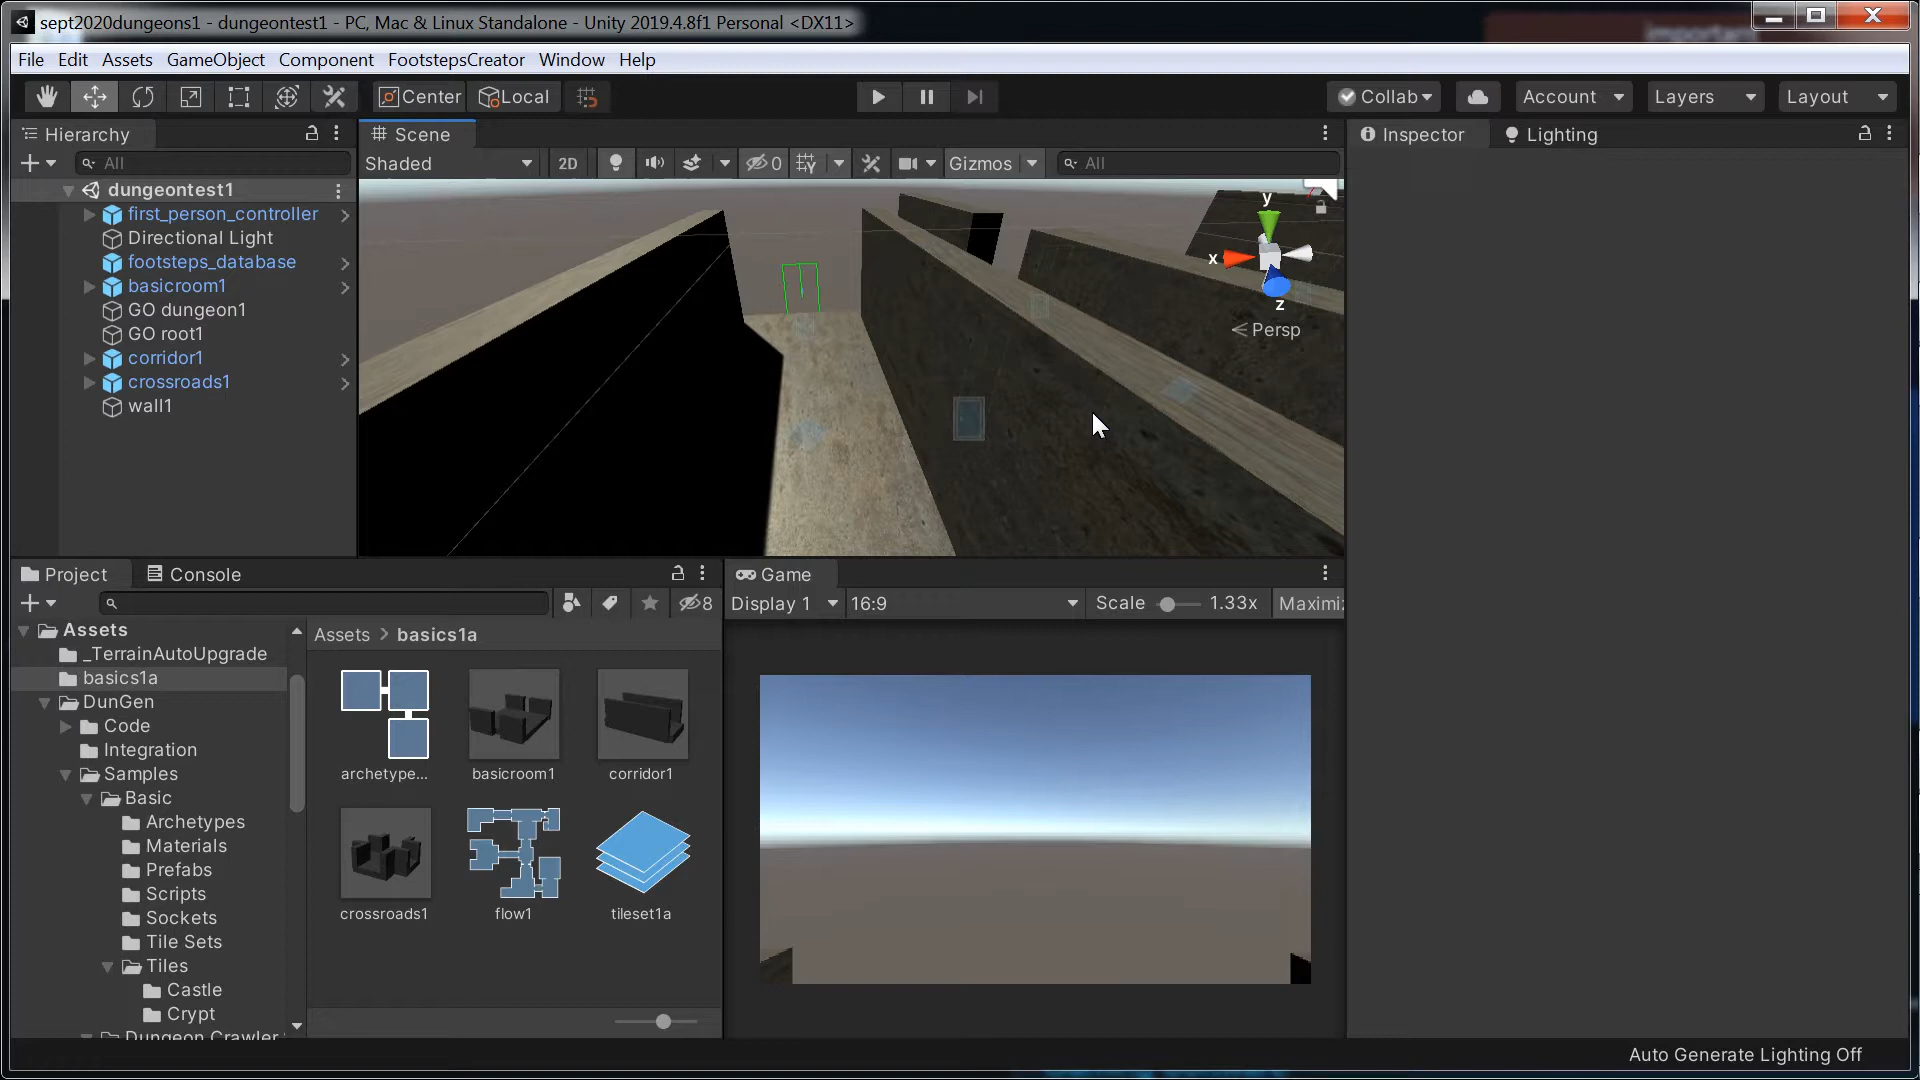 sept2020dungeons1 - dungeontest1 - PC, Mac & Linux Standalone - Unity 2019.4.8f1 Personal <DX11>
important
File Edit Assets GameObject Component FootstepsCreator Window Help
Center Local Collab Account Layers Layout
Hierarchy
All
dungeontest1
first_person_controller
Directional Light
footsteps_database
basicroom1
GO dungeon1
GO root1
corridor1
crossroads1
wall1
Scene
Shaded 2D 0 Gizmos All
y
x
z
Persp
Inspector Lighting
Project Console
8
Assets
_TerrainAutoUpgrade
basics1a
DunGen
Code
Integration
Samples
Basic
Archetypes
Materials
Prefabs
Scripts
Sockets
Tile Sets
Tiles
Castle
Crypt
Dungeon Crawler
Assets > basics1a
archetype... basicroom1 corridor1
crossroads1 flow1 tileset1a
Game
Display 1 16:9 Scale 1.33x Maximi
Auto Generate Lighting Off